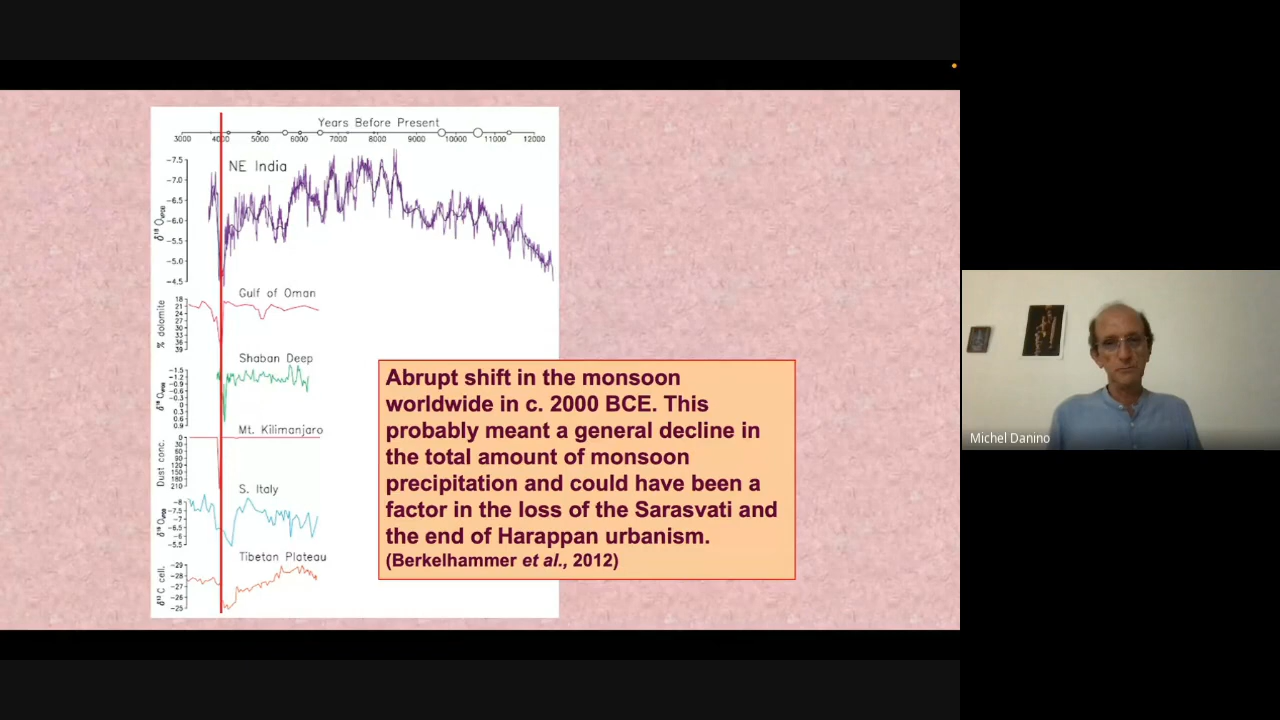 Years Before Present
3000 4000 5000 6000 7000 8000 9000 10000 11000 12000
NE India
-7.5
-7.0
-6.5
-6.0
-5.5
-5.0
-4.5
δ18 OVPDB
Gulf of Oman
18
21
24
27
30
33
36
39
% dolomite
Shaban Deep
-1.5
-1.2
-0.9
-0.6
-0.3
0
0.3
0.6
0.9
δ18 OVPDB
Mt. Kilimanjaro
0
30
60
90
120
150
180
210
Dust conc.
S. Italy
-8
-7.5
-7
-6.5
-6
-5.5
δ18 OVPDB
Tibetan Plateau
-29
-28
-27
-26
-25
δ13 C cell.
Abrupt shift in the monsoon
worldwide in c. 2000 BCE. This
probably meant a general decline in
the total amount of monsoon
precipitation and could have been a
factor in the loss of the Sarasvati and
the end of Harappan urbanism.
(Berkelhammer et al., 2012)
Michel Danino